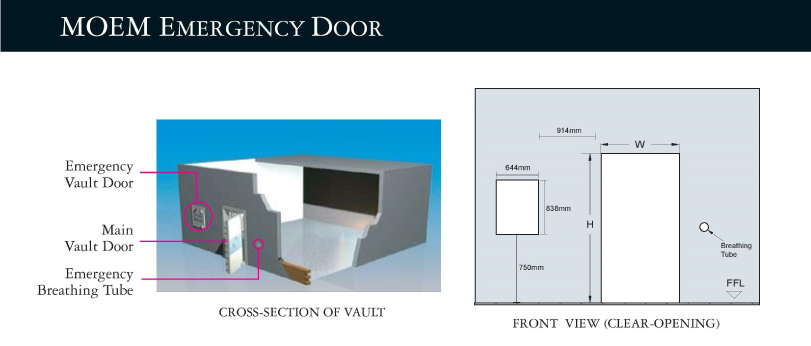 MOEM EMERGENCY DOOR
Emergency
Vault Door
Main
Vault Door
Emergency
Breathing Tube
CROSS-SECTION OF VAULT
914mm
W
644mm
838mm
H
750mm
Breathing
Tube
FFL
FRONT VIEW (CLEAR-OPENING)